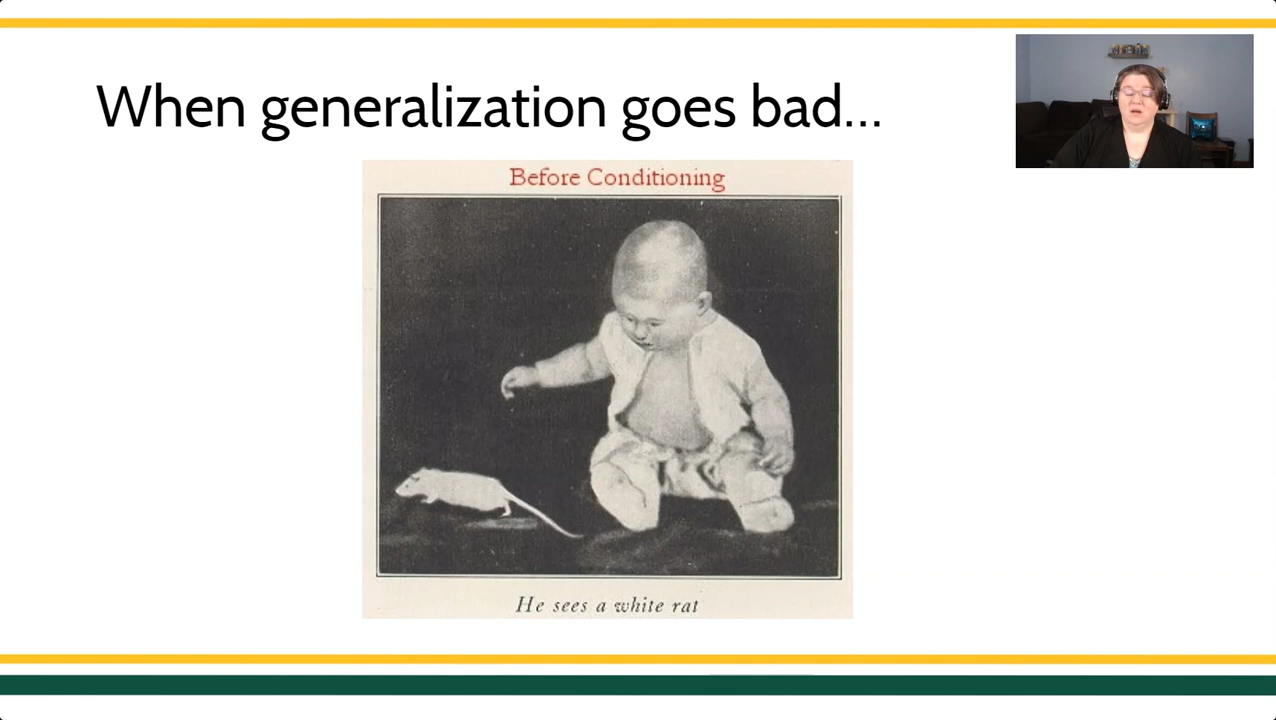 When generalization goes bad...
Before Conditioning
He sees a white rat